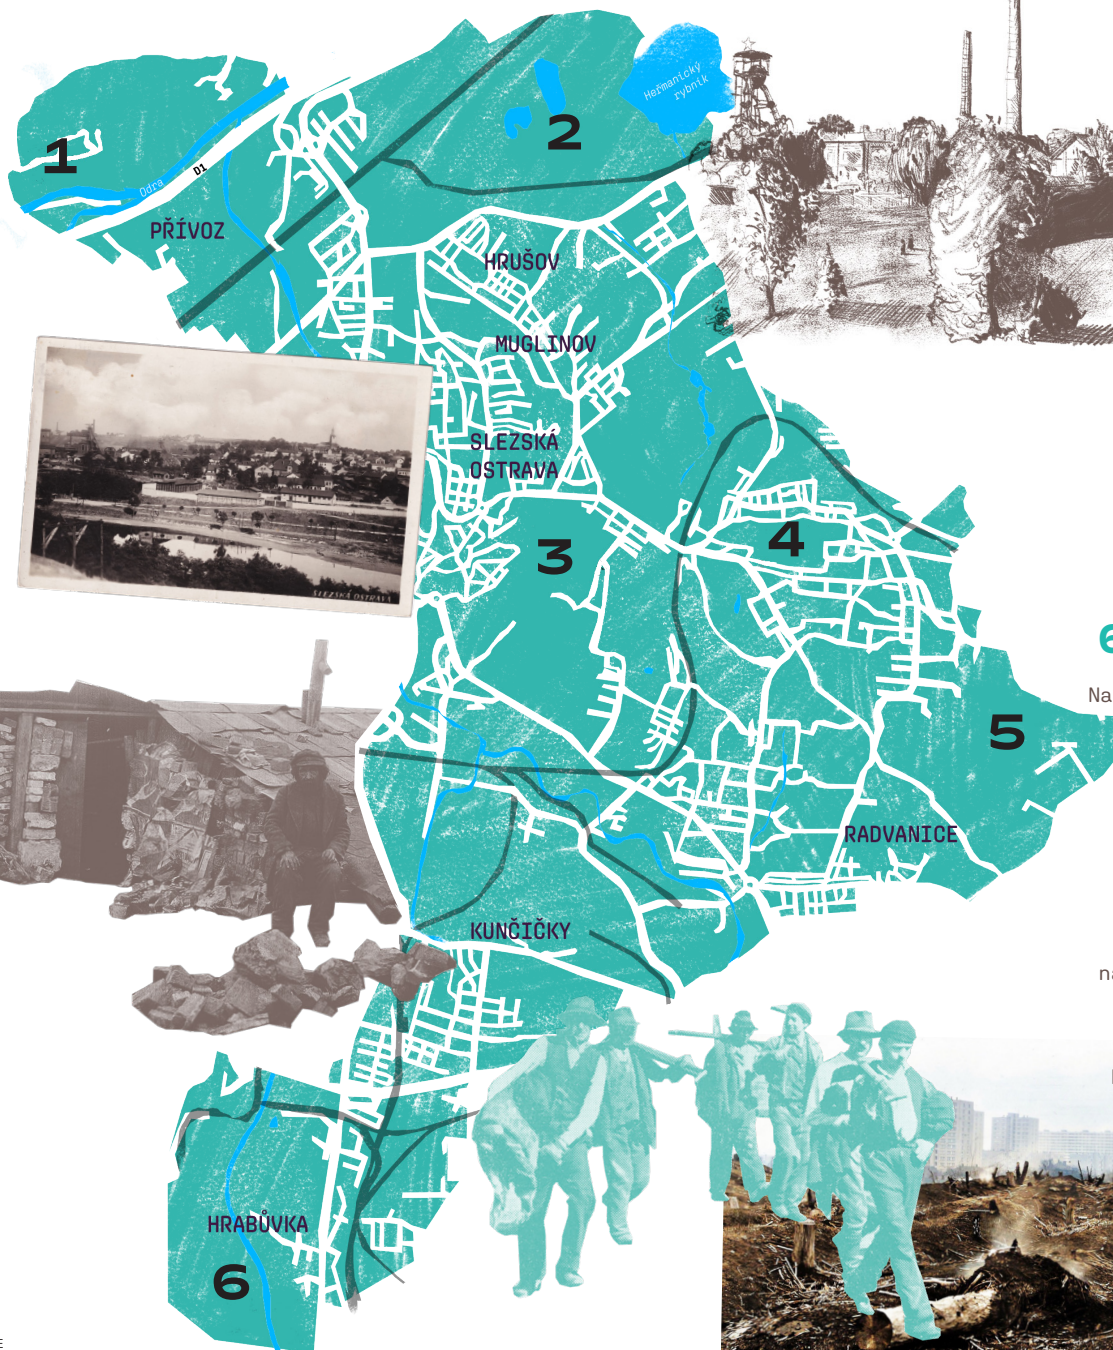 Heřmanický
rybník
2
1
Odra
D1
PŘÍVOZ
HRUŠOV
MUGLINOV
SLEZSKÁ
OSTRAVA
3
4
SLEZSKÁ OSTRAVA
6
Na
5
RADVANICE
KUNČIČKY
na
HRABŮVKA
6
E